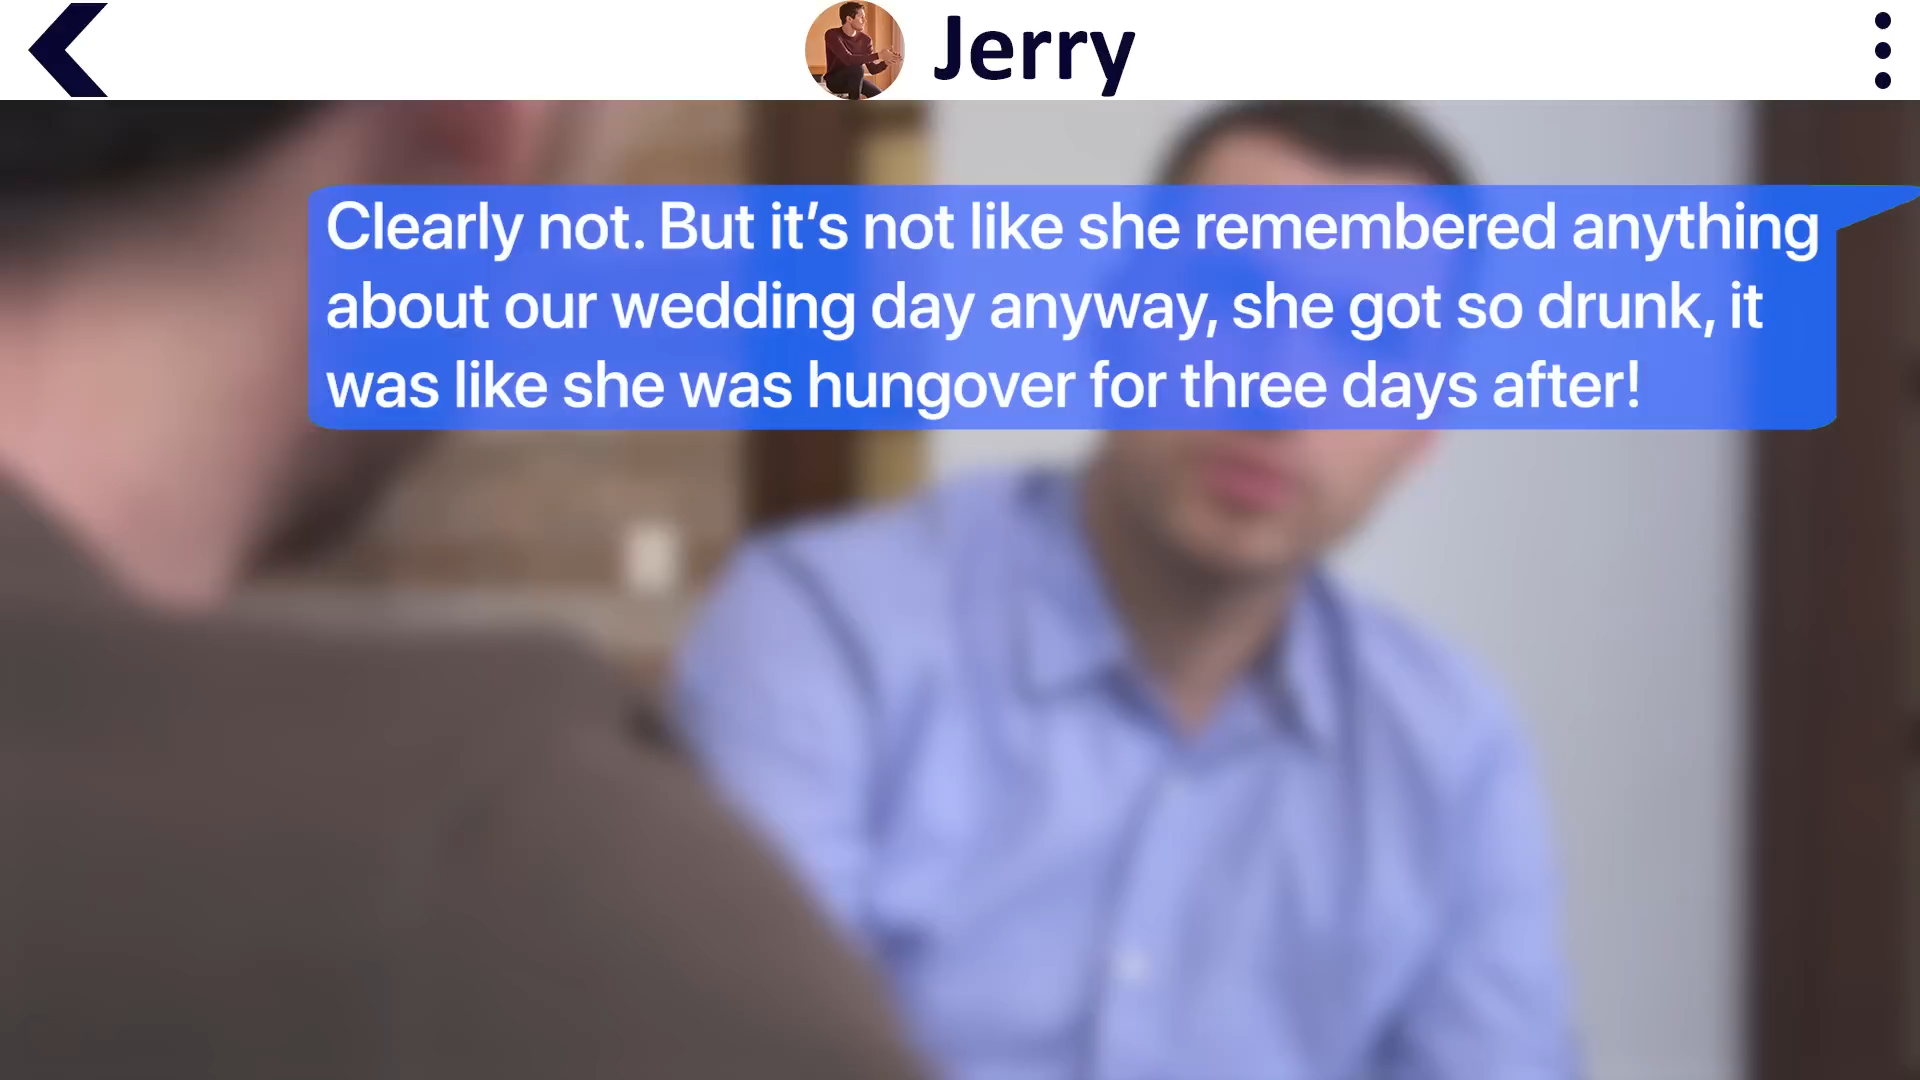 Jerry
Clearly not. But it’s not like she remembered anything
about our wedding day anyway, she got so drunk, it
was like she was hungover for three days after!